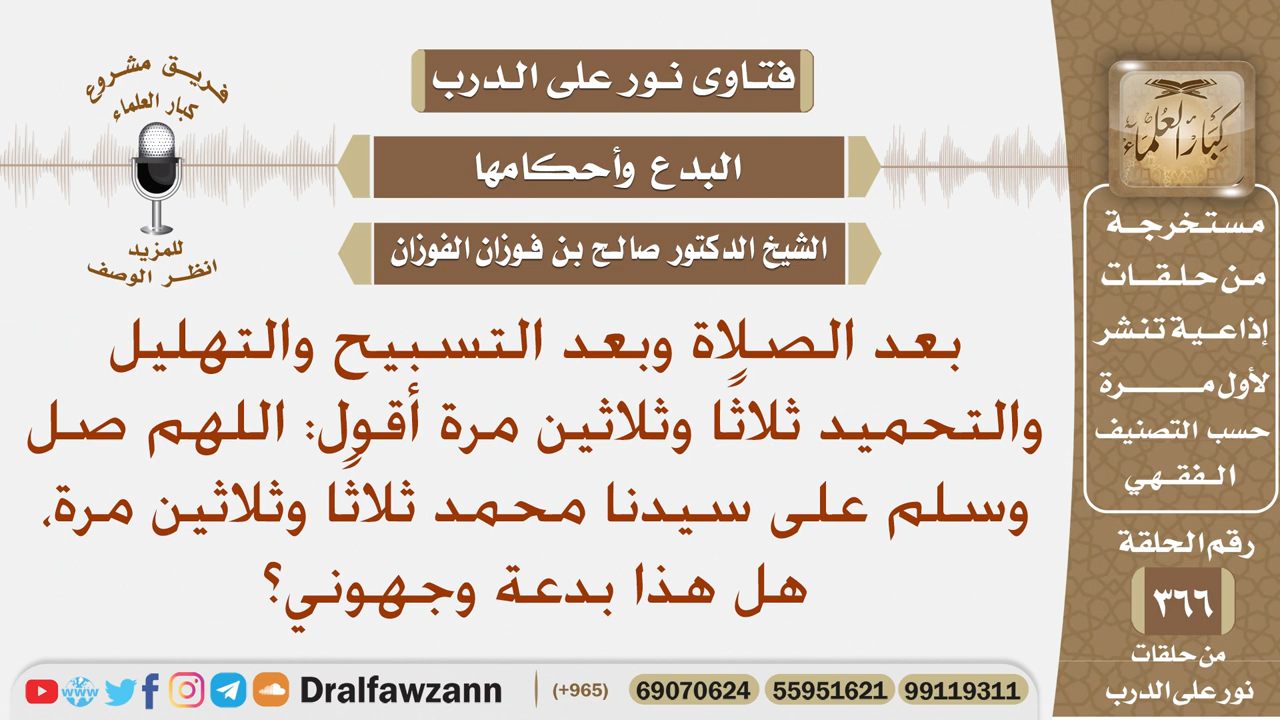 فتاوى نور على الدرب
البدع وأحكامها
الشيخ الدكتور صالح بن فوزان الفوزان
فريق مشروع
كبار العلماء
للمزيد
انظر الوصف
بعد الصلاة وبعد التسبيح والتهليل
والتحميد ثلاثًا وثلاثين مرة أقول: اللهم صل
وسلم على سيدنا محمد ثلاثًا وثلاثين مرة،
هل هذا بدعة وجهوني؟
كبار العلماء
مستخرجة
من حلقات
إذاعية تنشر
لأول مرة
حسب التصنيف
الفقهي
رقم الحلقة
٣٦٦
من حلقات
نور على الدرب
www
Dralfawzann
(+965) 69070624 55951621 99119311